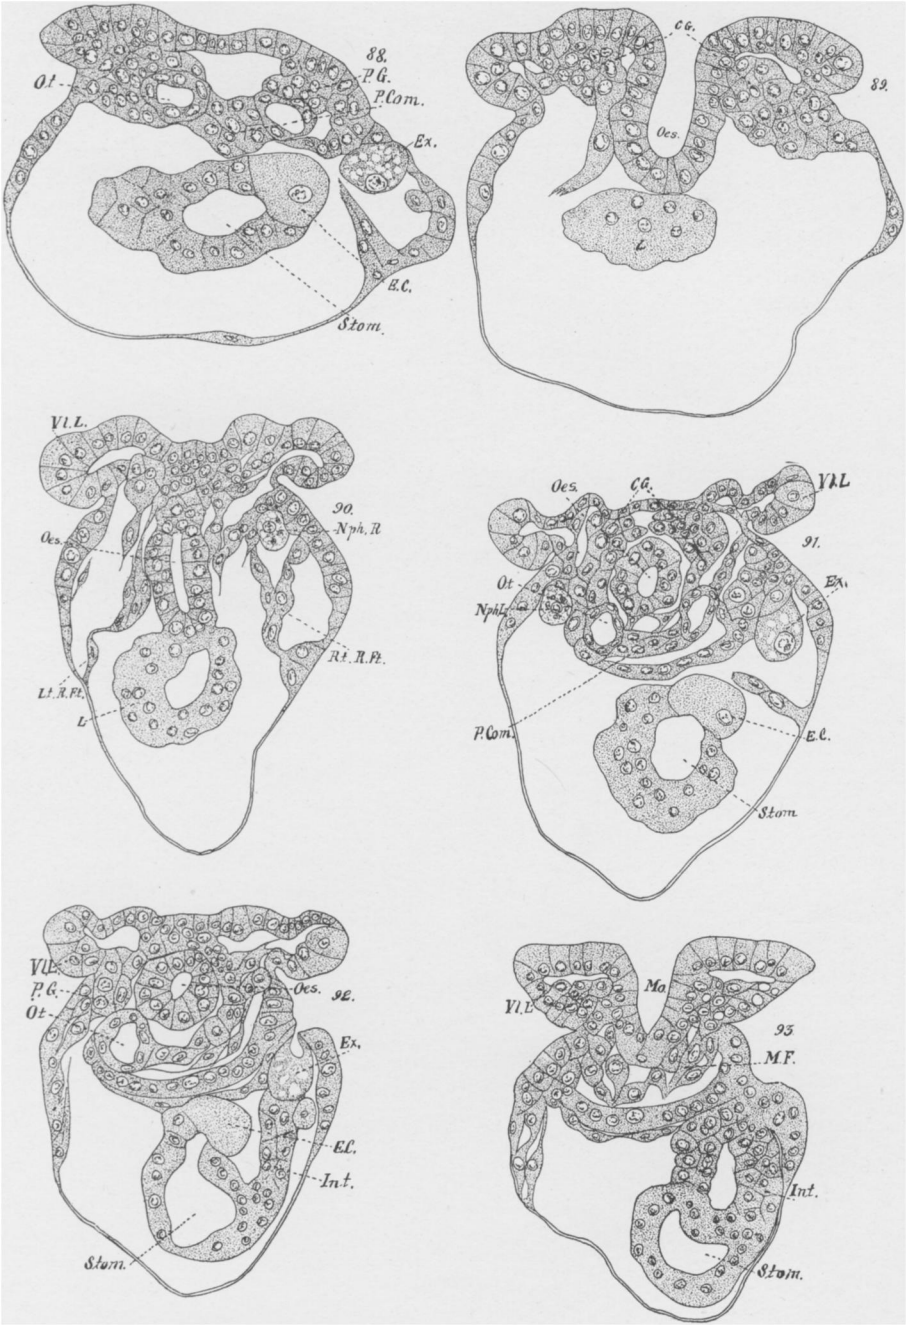 88.
O.t
P.G.
P.Com.
Ex.
E.C.
Stom.
C.G.
89.
Oes.
L
Vl.L.
90.
Oes.
Nph.R
Rt.R.Ft.
Lt.R.Ft.
L
Oes.
C.G.
Vl.L
91.
Ot
Ex.
Nph.L
P.Com.
E.C.
Stom
Vl.L.
P.G.
Oes.
92.
Ot
Ex.
E.C.
Int.
Stom.
Mo.
Vl.L
93
M.F.
Int.
Stom.